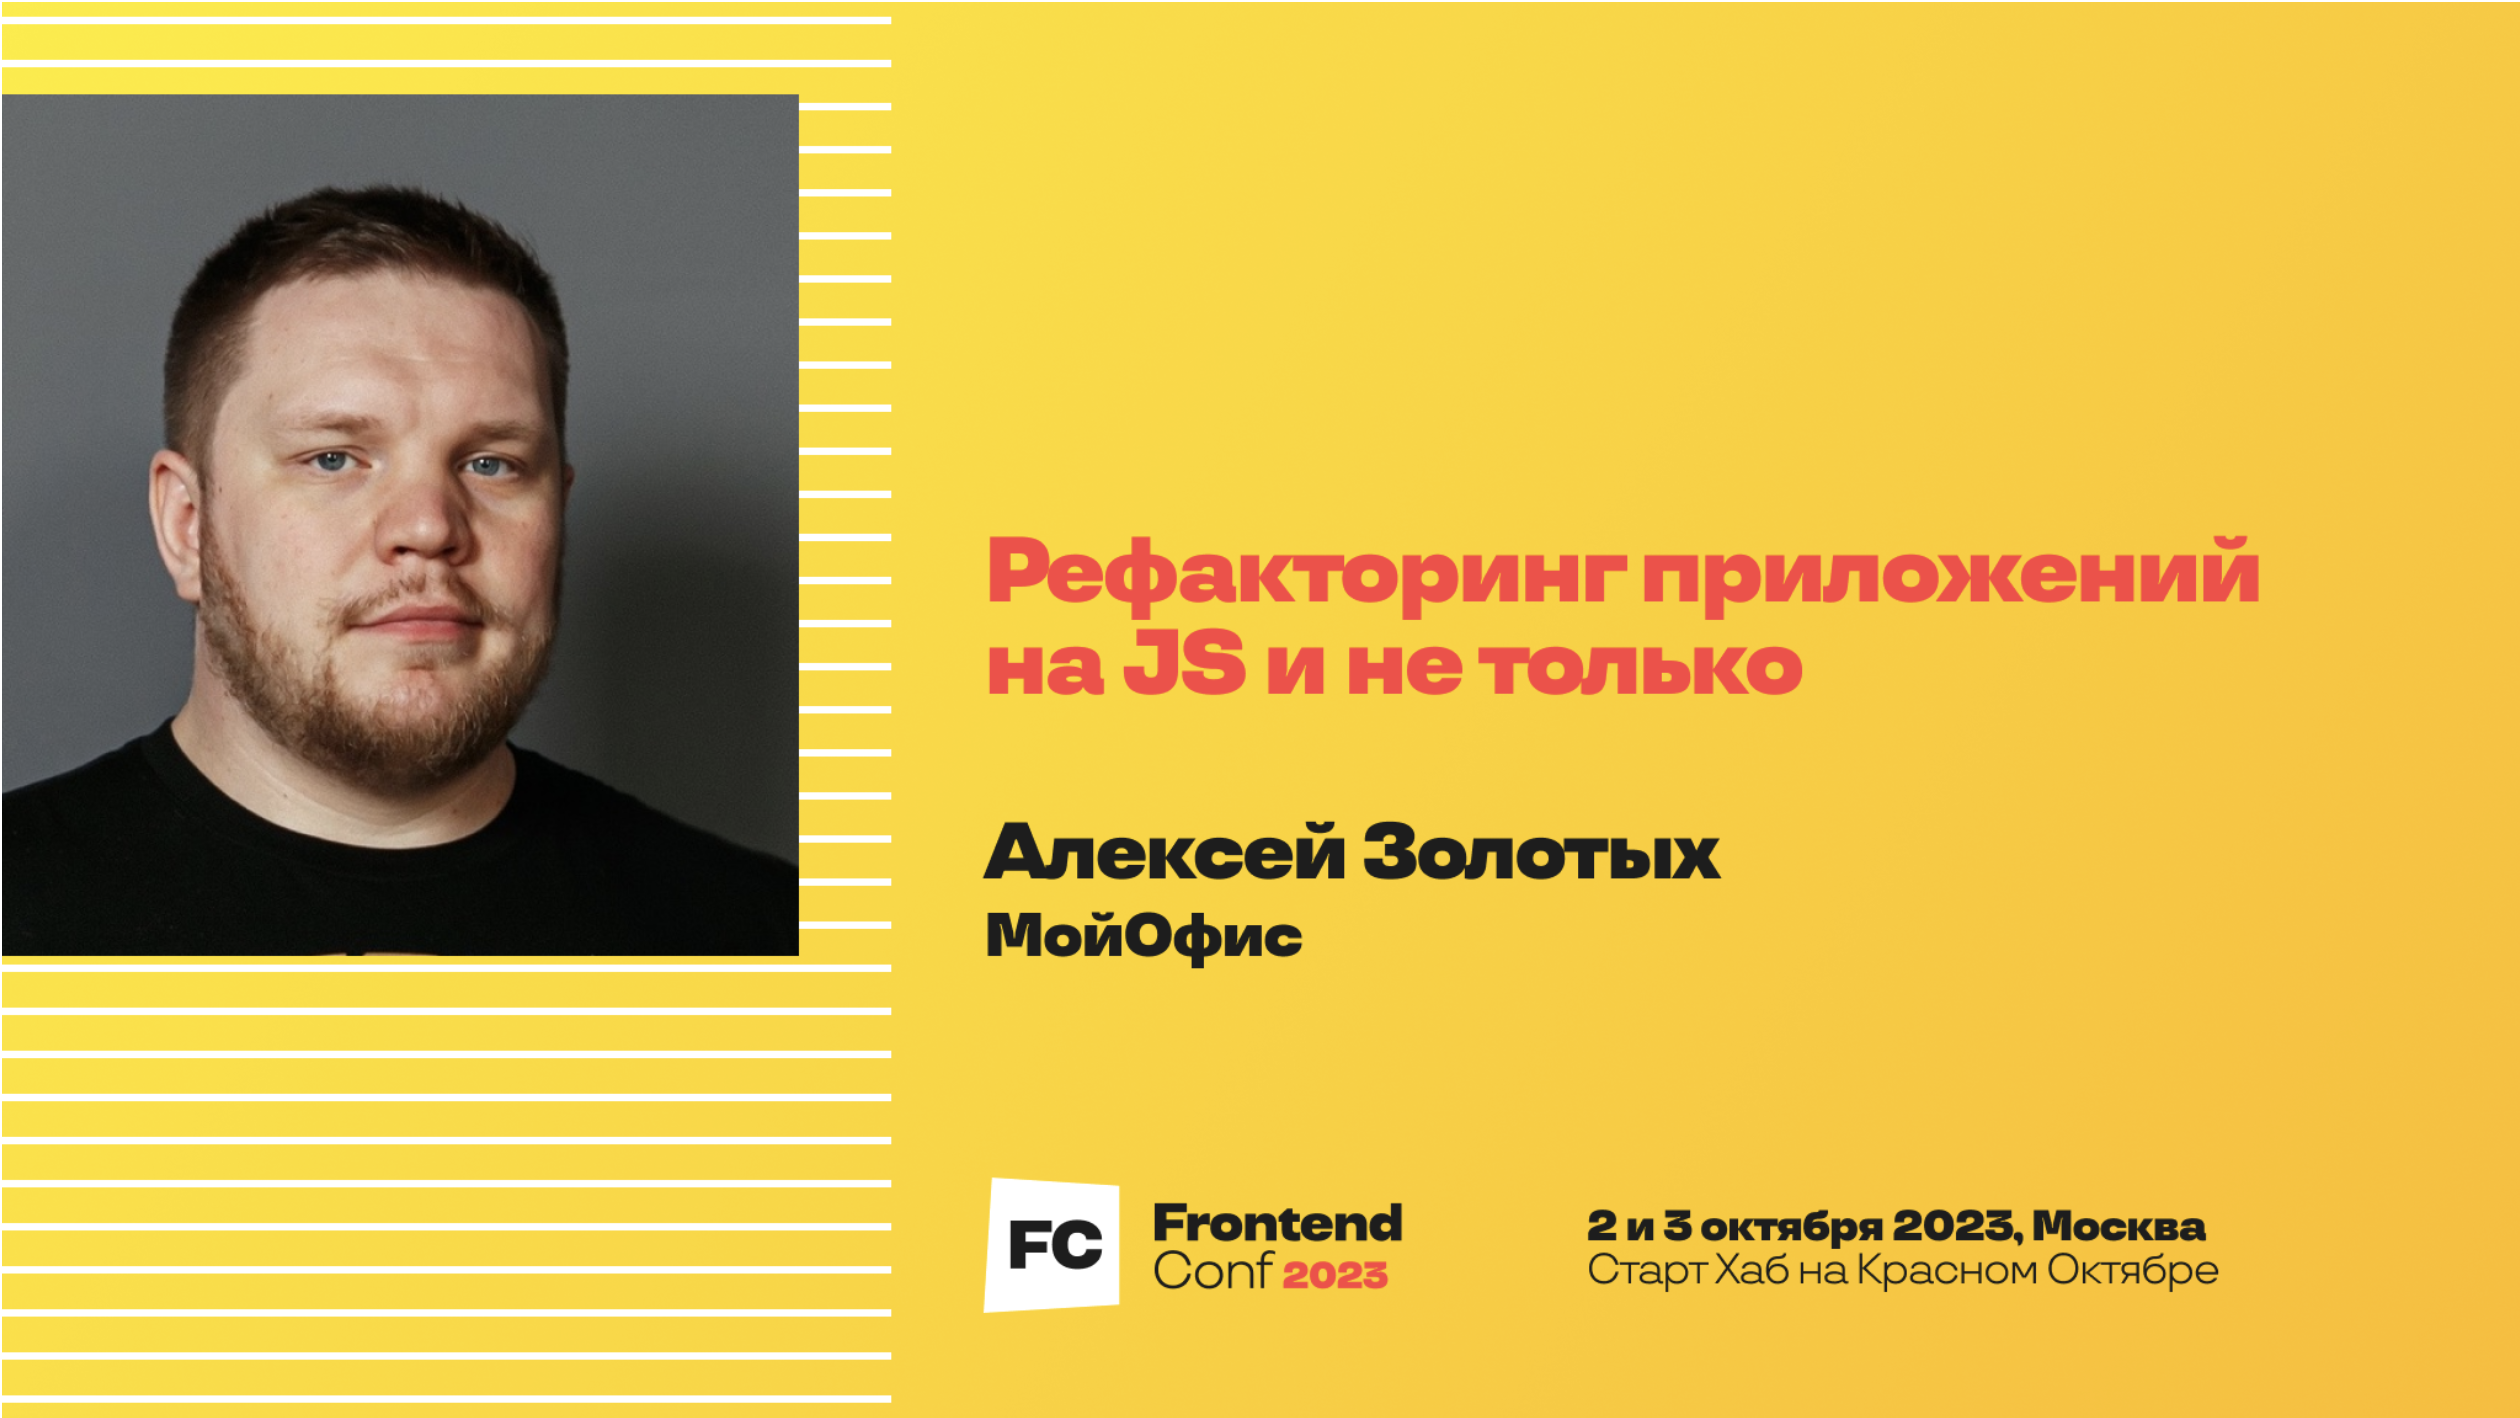 Рефакторинг приложений
на JS и не только
Алексей Золотых
МойОфис
FC
Frontend
Conf 2023
2 и 3 октября 2023, Москва
Старт Хаб на Красном Октябре